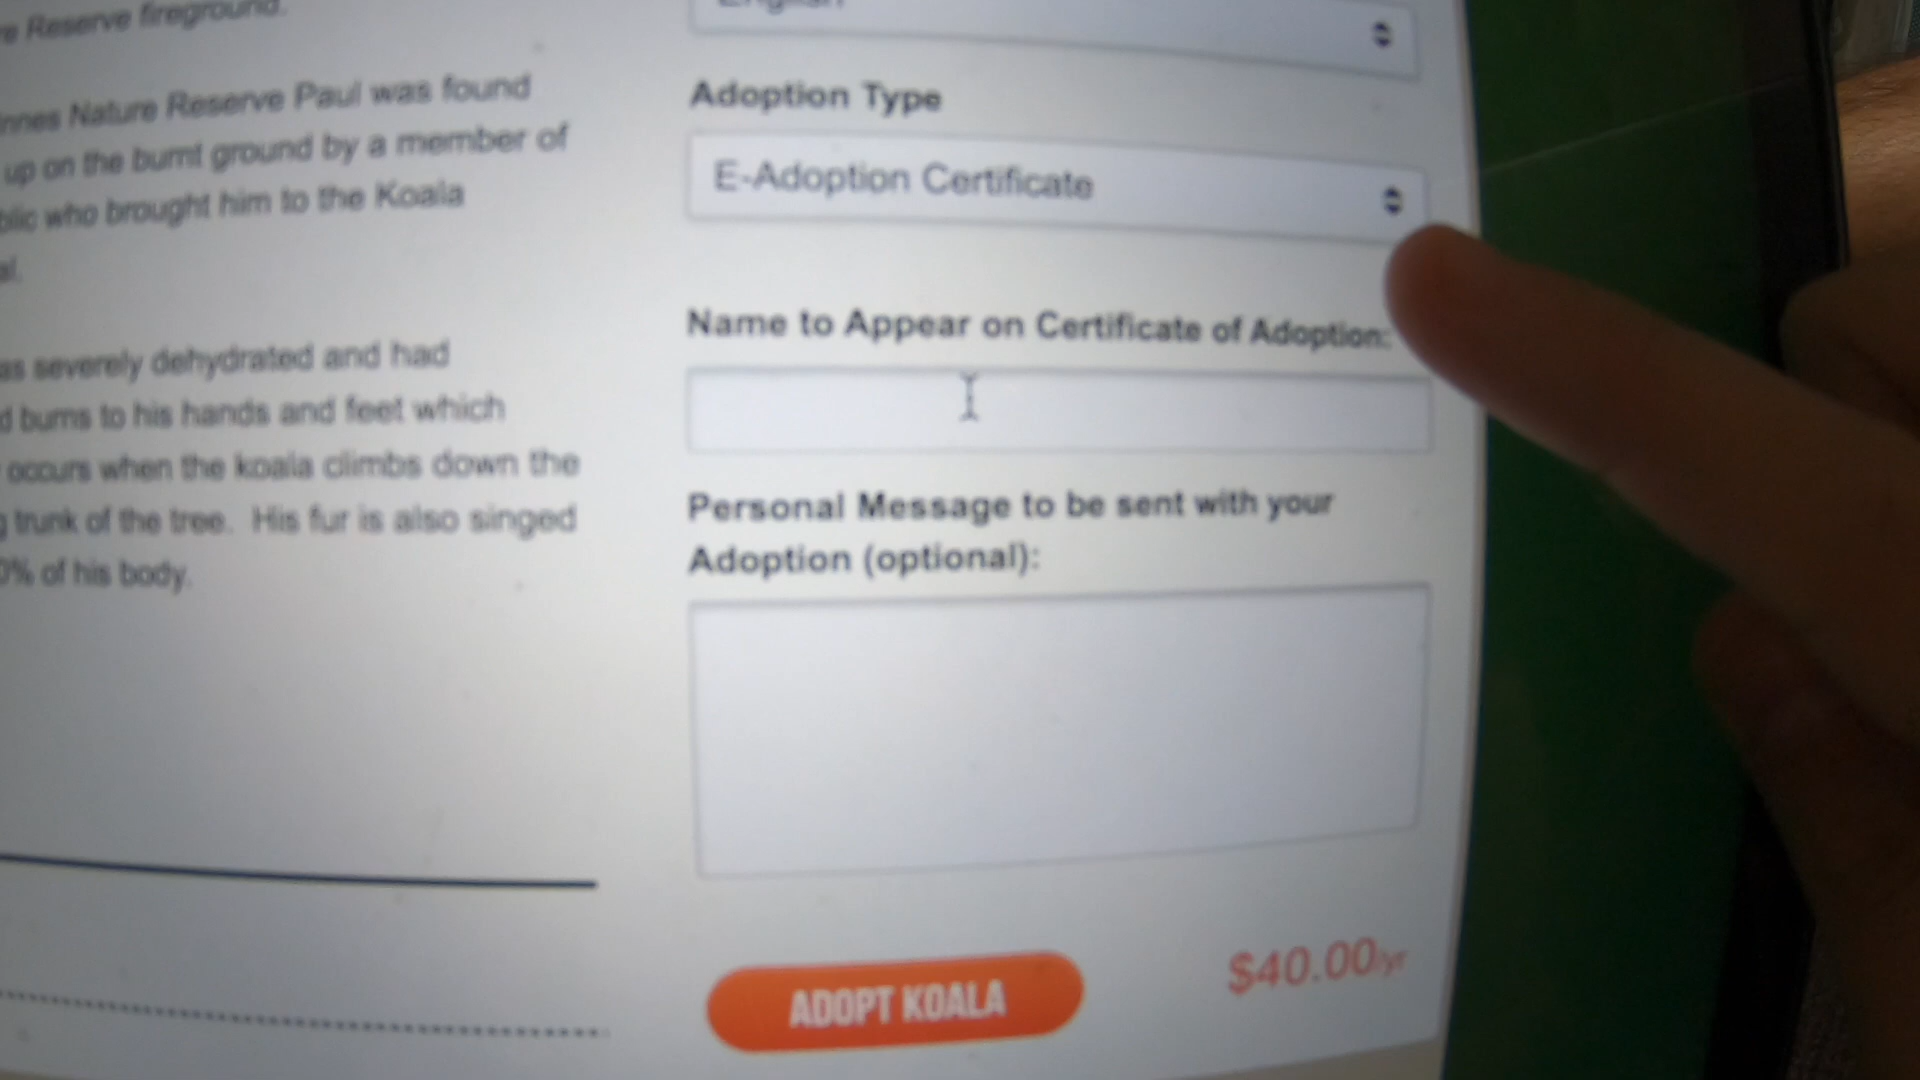 Reserve fireground.
Nature Reserve Paul was found
up on the burnt ground by a member of
who brought him to the Koala
severely dehydrated and had
burns to his hands and feet which
occurs when the koala climbs down the
trunk of the tree. His fur is also singed
of his body.
English
Adoption Type
E-Adoption Certificate
Name to Appear on Certificate of Adoption:
Personal Message to be sent with your
Adoption (optional):
ADOPT KOALA
$40.00/yr